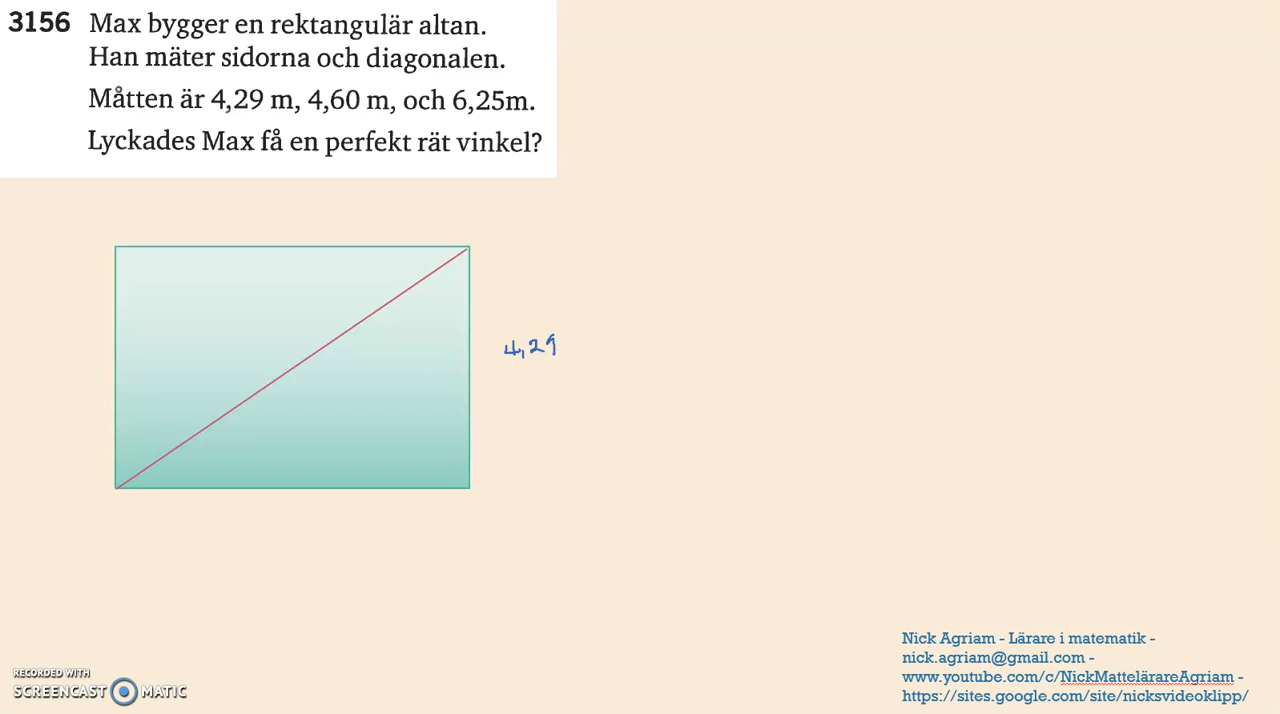 3156 Max bygger en rektangulär altan.
Han mäter sidorna och diagonalen.
Måtten är 4,29 m, 4,60 m, och 6,25m.
Lyckades Max få en perfekt rät vinkel?
4,29
Nick Agriam - Lärare i matematik -
nick.agriam@gmail.com -
www.youtube.com/c/NickMattelärareAgriam -
https://sites.google.com/site/nicksvideoklipp/
RECORDED WITH
SCREENCAST MATIC